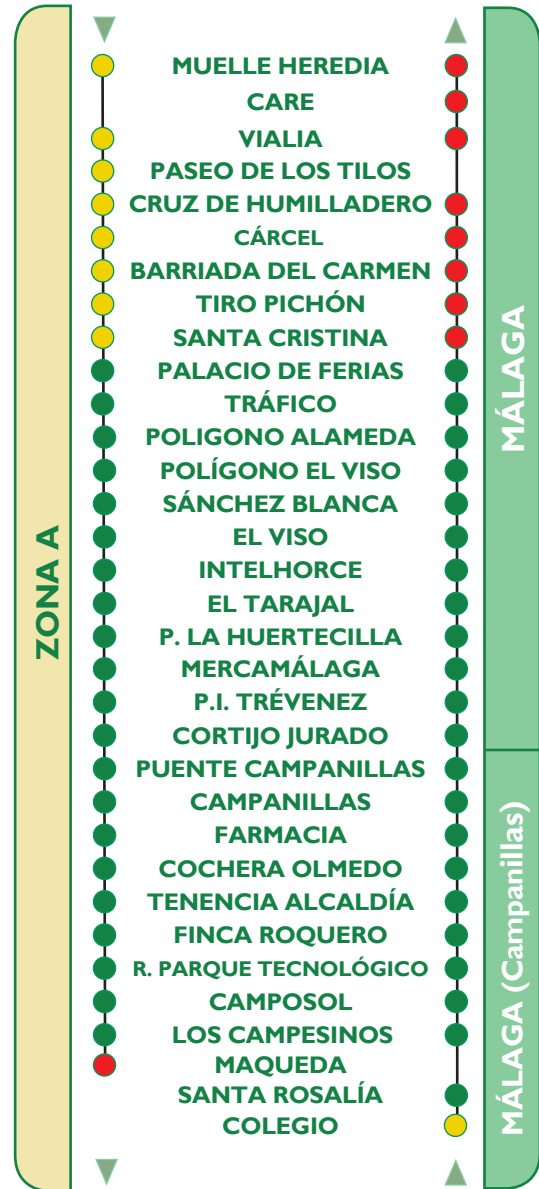 MUELLE HEREDIA
CARE
VIALIA
PASEO DE LOS TILOS
CRUZ DE HUMILLADERO
CÁRCEL
BARRIADA DEL CARMEN
TIRO PICHÓN
SANTA CRISTINA
PALACIO DE FERIAS
TRÁFICO
POLIGONO ALAMEDA
POLÍGONO EL VISO
SÁNCHEZ BLANCA
EL VISO
INTELHORCE
EL TARAJAL
P. LA HUERTECILLA
MERCAMÁLAGA
P.I. TRÉVENEZ
CORTIJO JURADO
PUENTE CAMPANILLAS
CAMPANILLAS
FARMACIA
COCHERA OLMEDO
TENENCIA ALCALDÍA
FINCA ROQUERO
R. PARQUE TECNOLÓGICO
CAMPOSOL
LOS CAMPESINOS
MAQUEDA
SANTA ROSALÍA
COLEGIO
ZONA A
MÁLAGA
MÁLAGA (Campanillas)